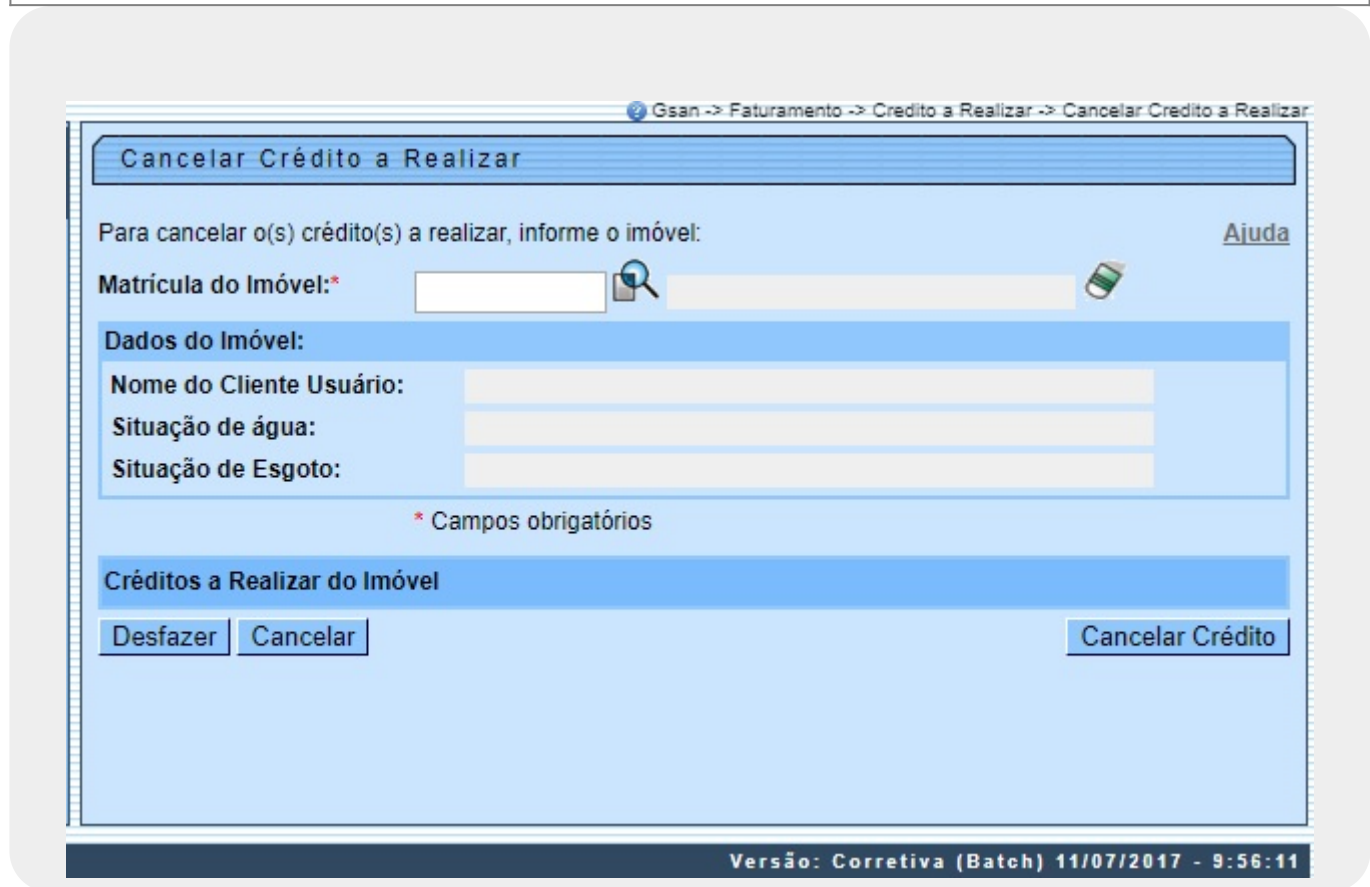 Gsan -> Faturamento -> Credito a Realizar -> Cancelar Credito a Realizar
Cancelar Crédito a Realizar
Para cancelar o(s) crédito(s) a realizar, informe o imóvel: Ajuda
Matrícula do Imóvel:*
Dados do Imóvel:
Nome do Cliente Usuário:
Situação de água:
Situação de Esgoto:
* Campos obrigatórios
Créditos a Realizar do Imóvel
Desfazer Cancelar Cancelar Crédito
Versão: Corretiva (Batch) 11/07/2017 - 9:56:11